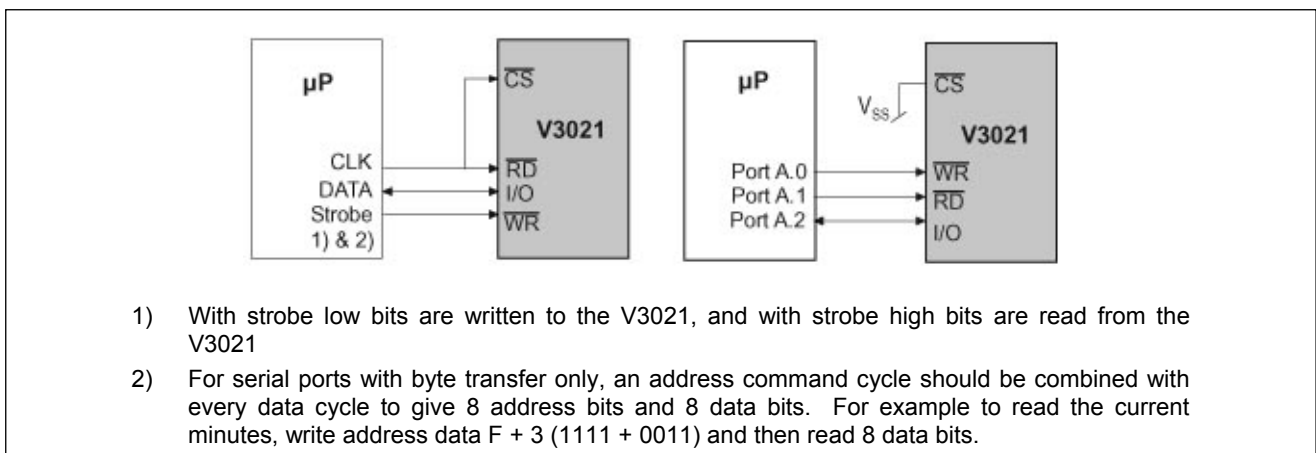 µP
CS
V3021
CLK
RD
DATA
I/O
Strobe
WR
1) & 2)
µP
CS
VSS
V3021
Port A.0
WR
Port A.1
RD
Port A.2
I/O
1) With strobe low bits are written to the V3021, and with strobe high bits are read from the
V3021
2) For serial ports with byte transfer only, an address command cycle should be combined with
every data cycle to give 8 address bits and 8 data bits. For example to read the current
minutes, write address data F + 3 (1111 + 0011) and then read 8 data bits.